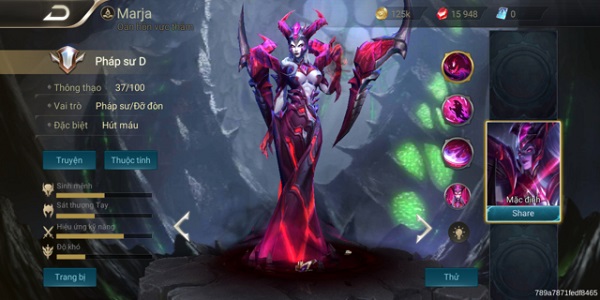 Marja
125k
15 948
0
Pháp sư D
Thông thạo 37/100
Vai trò Pháp sư/Đỡ đòn
Đặc biệt Hút máu
Truyện Thuộc tính
Sinh mệnh
Sát thương Tay
Hiệu ứng kỹ năng
Độ khó
Trang bị
Mặc định
Share
Thử
789a7871fedf8465